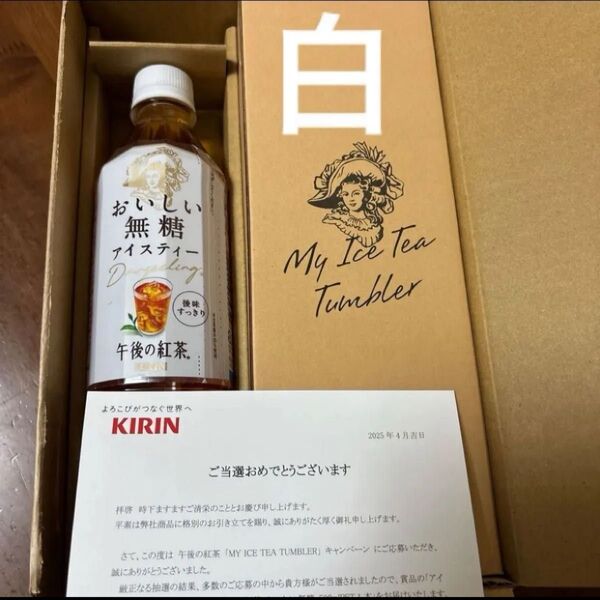 白
おいしい
無糖
アイスティー
Darjeeling
後味
すっきり
午後の紅茶
My Ice Tea
Tumbler
よろこびがつなぐ世界へ
KIRIN
2025年4月吉日
ご当選おめでとうございます
拝啓 時下ますますご清栄のこととお慶び申し上げます。
平素は弊社商品に格別のお引き立てを賜り、誠にありがたく厚く御礼申し上げます。
さて、この度は 午後の紅茶「MY ICE TEA TUMBLER」キャンペーン にご応募いただき、
誠にありがとうございました。
厳正なる抽選の結果、多数のご応募の中から貴方様がご当選されましたので、賞品の「アイ